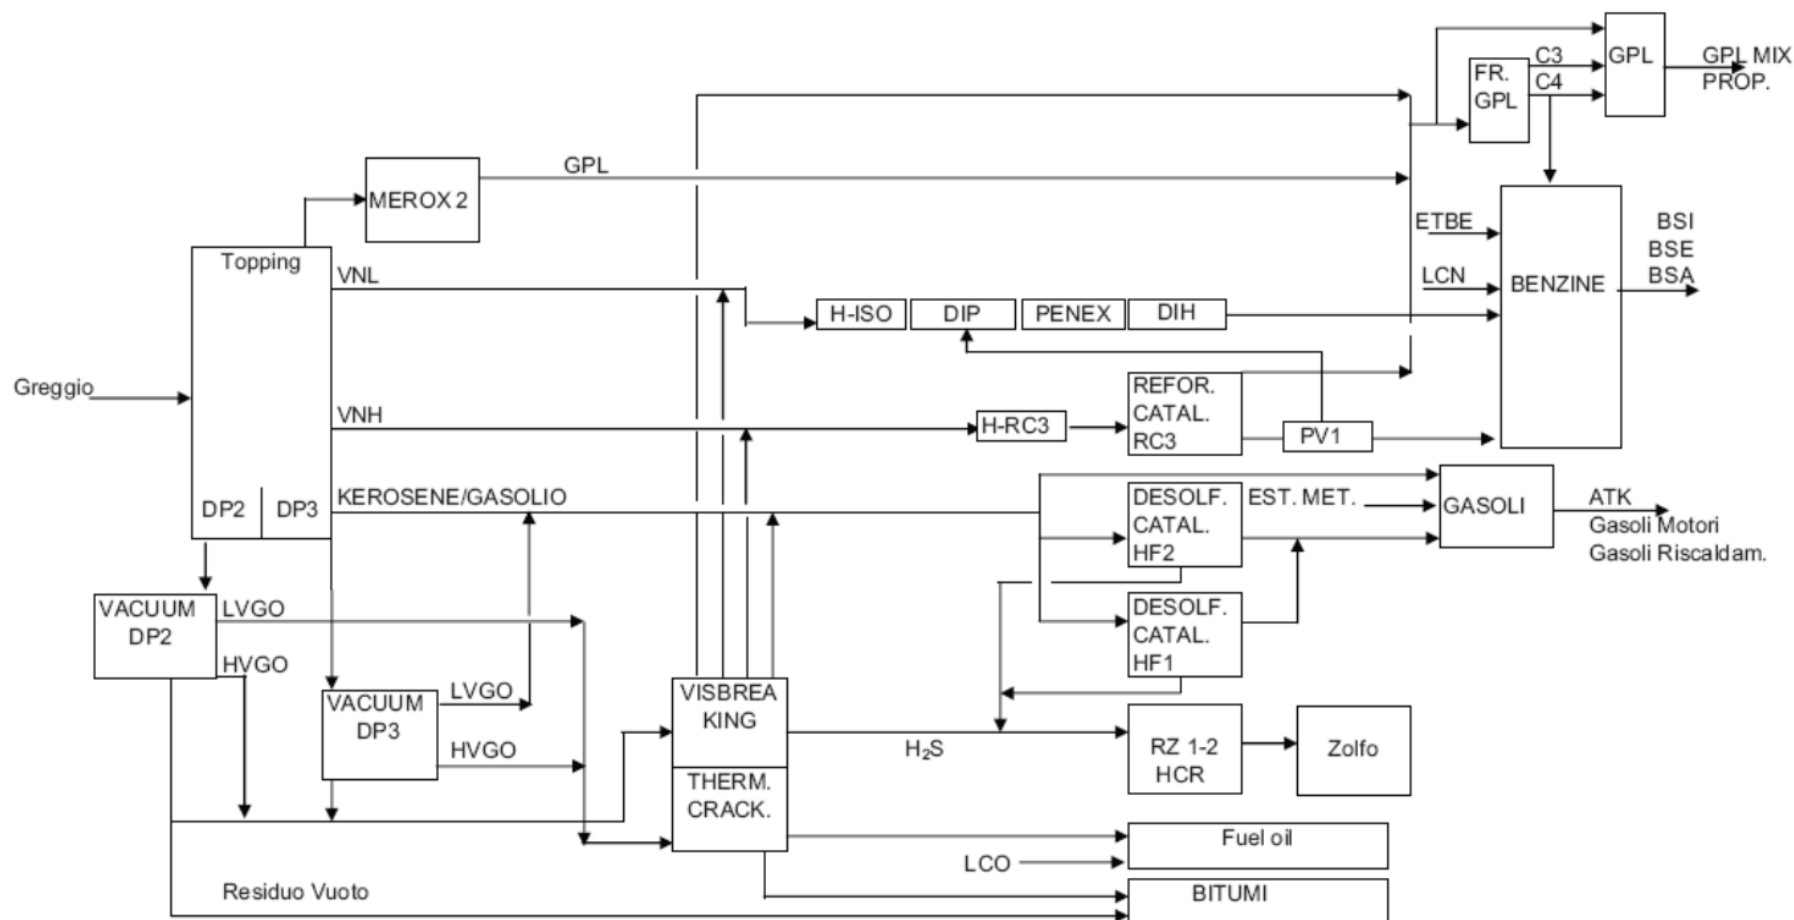 GPL
GPL MIX
PROP.
C3
C4
FR.
GPL
GPL
MEROX 2
ETBE
BSI
BSE
BSA
Topping
VNL
LCN
BENZINE
H-ISO
DIP
PENEX
DIH
Greggio
REFOR.
CATAL.
RC3
VNH
H-RC3
PV1
KEROSENE/GASOLIO
DP2
DP3
DESOLF.
CATAL.
HF2
EST. MET.
GASOLI
ATK
Gasoli Motori
Gasoli Riscaldam.
VACUUM
DP2
LVGO
HVGO
DESOLF.
CATAL.
HF1
VACUUM
DP3
LVGO
HVGO
VISBREA
KING
THERM.
CRACK.
H2S
RZ 1-2
HCR
Zolfo
Fuel oil
LCO
Residuo Vuoto
BITUMI